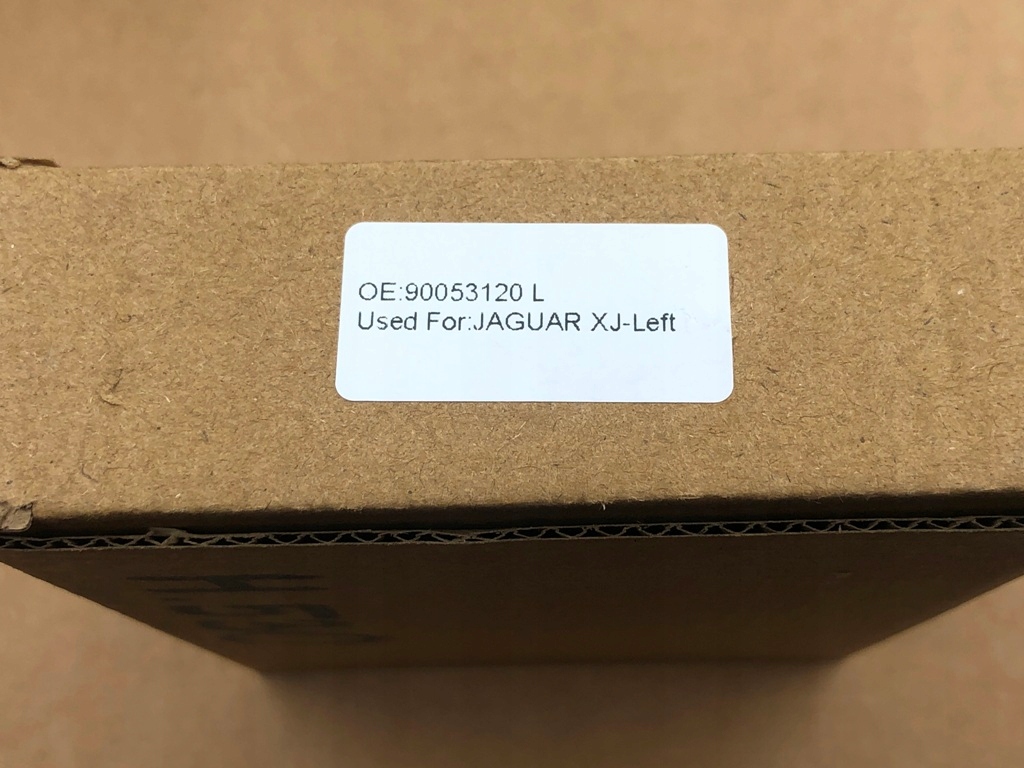 OE:90053120 L
Used For:JAGUAR XJ-Left